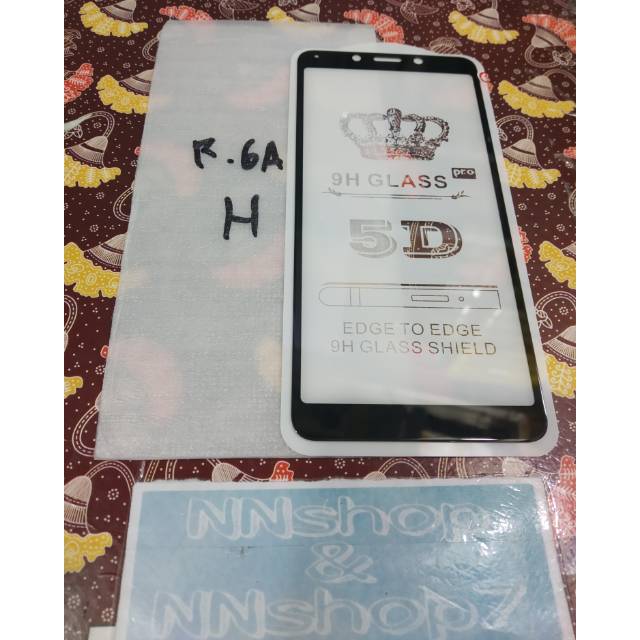 R.6A
H
9H GLASS pro
5D
EDGE TO EDGE
9H GLASS SHIELD
NNshop
&
NNshop7